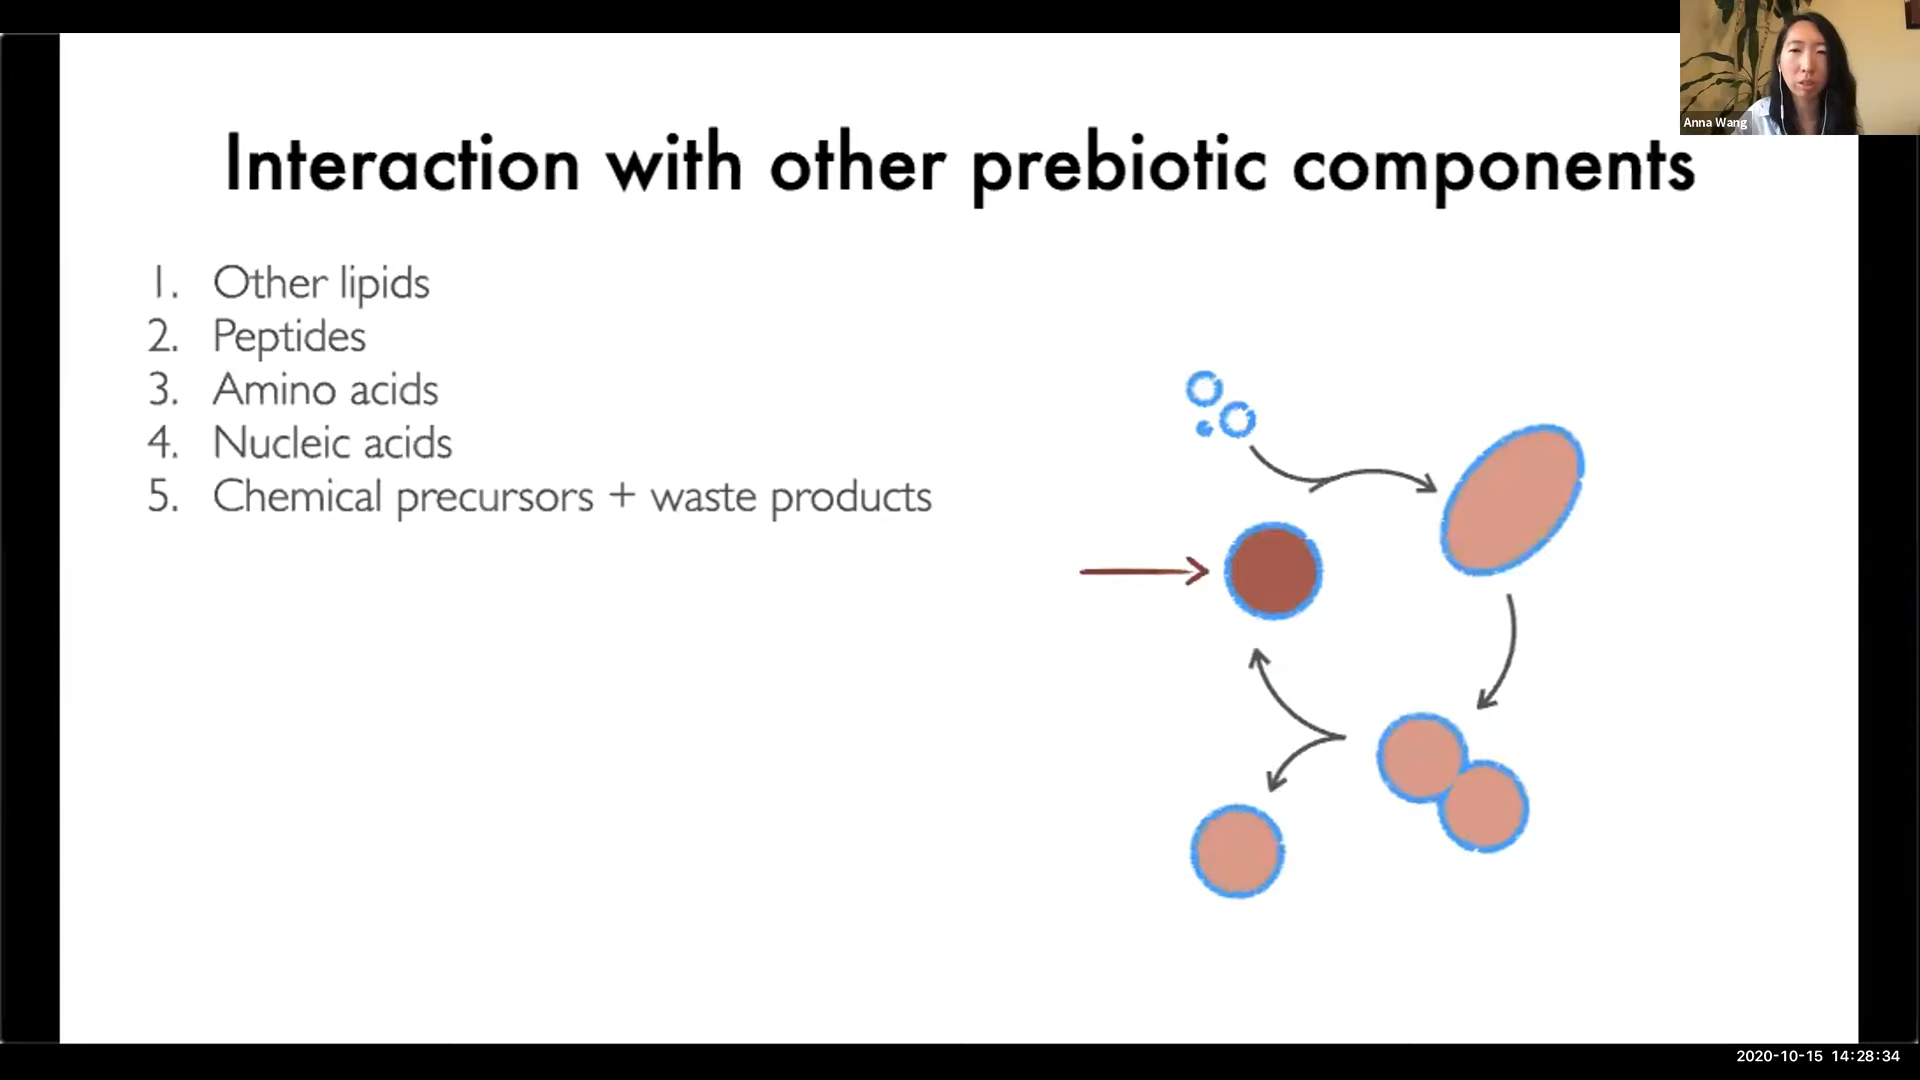 Anna Wang
Interaction with other prebiotic components
1. Other lipids
2. Peptides
3. Amino acids
4. Nucleic acids
5. Chemical precursors + waste products
2020-10-15 14:28:34